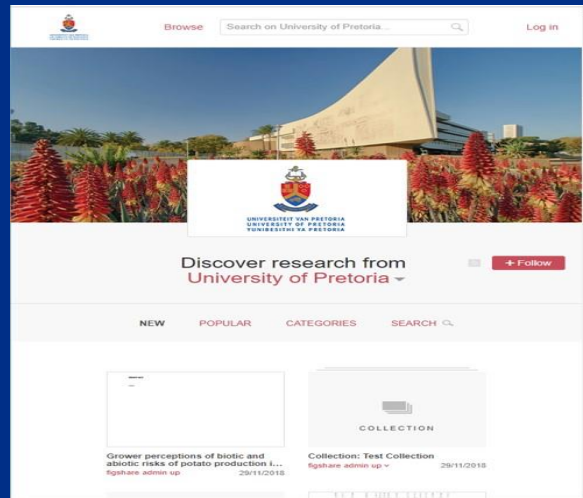 Browse
Search on University of Pretoria...
Log in
UNIVERSITEIT VAN PRETORIA
UNIVERSITY OF PRETORIA
YUNIBESITHI YA PRETORIA
Discover research from
University of Pretoria
+ Follow
NEW
POPULAR
CATEGORIES
SEARCH
COLLECTION
Grower perceptions of biotic and
abiotic risks of potato production i...
figshare admin up
29/11/2018
Collection: Test Collection
figshare admin up
29/11/2018